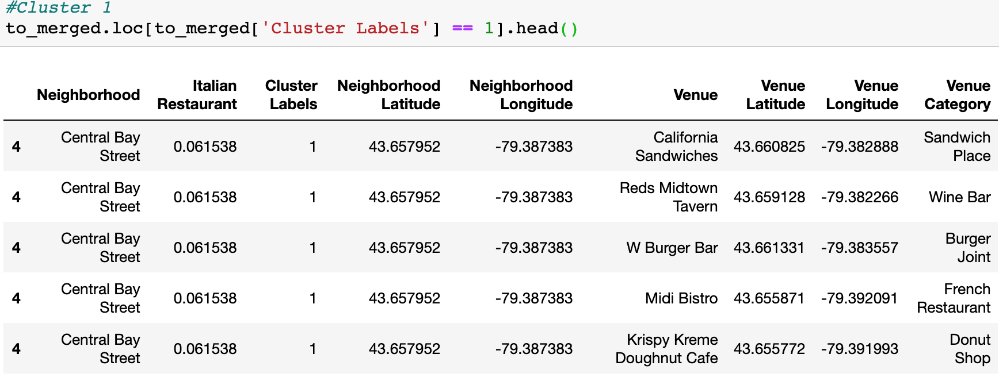 #Cluster 1
to_merged.loc[to_merged['Cluster Labels'] == 1].head()
Neighborhood Italian Restaurant Cluster Labels Neighborhood Latitude Neighborhood Longitude Venue Venue Latitude Venue Longitude Venue Category
4 Central Bay Street 0.061538 1 43.657952 -79.387383 California Sandwiches 43.660825 -79.382888 Sandwich Place
4 Central Bay Street 0.061538 1 43.657952 -79.387383 Reds Midtown Tavern 43.659128 -79.382266 Wine Bar
4 Central Bay Street 0.061538 1 43.657952 -79.387383 W Burger Bar 43.661331 -79.383557 Burger Joint
4 Central Bay Street 0.061538 1 43.657952 -79.387383 Midi Bistro 43.655871 -79.392091 French Restaurant
4 Central Bay Street 0.061538 1 43.657952 -79.387383 Krispy Kreme Doughnut Cafe 43.655772 -79.391993 Donut Shop